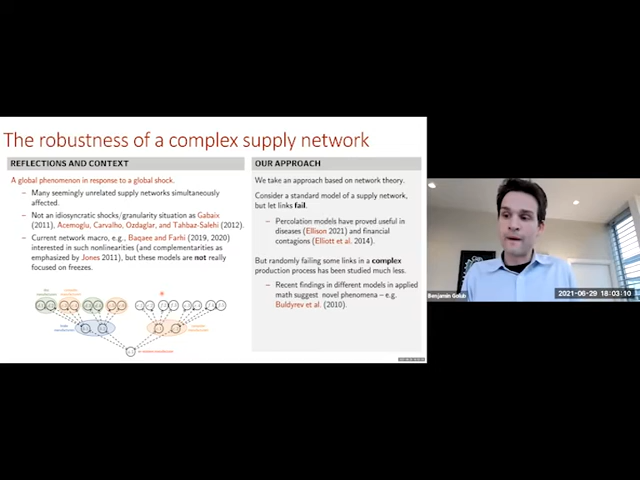 The robustness of a complex supply network
REFLECTIONS AND CONTEXT
A global phenomenon in response to a global shock.
– Many seemingly unrelated supply networks simultaneously
affected.
– Not an idiosyncratic shocks/granularity situation as Gabaix
(2011), Acemoglu, Carvalho, Ozdaglar, and Tahbaz-Salehi (2012).
– Current network macro, e.g., Baqaee and Farhi (2019, 2020)
interested in such nonlinearities (and complementarities as
emphasized by Jones 2011), but these models are not really
focused on freezes.
OUR APPROACH
We take an approach based on network theory.
Consider a standard model of a supply network,
but let links fail.
– Percolation models have proved useful in
diseases (Ellison 2021) and financial
contagions (Elliott et al. 2014).
But randomly failing some links in a complex
production process has been studied much less.
– Recent findings in different models in applied
math suggest novel phenomena – e.g.
Buldyrev et al. (2010).
Benjamin Golub
2021-06-29 18:03:10